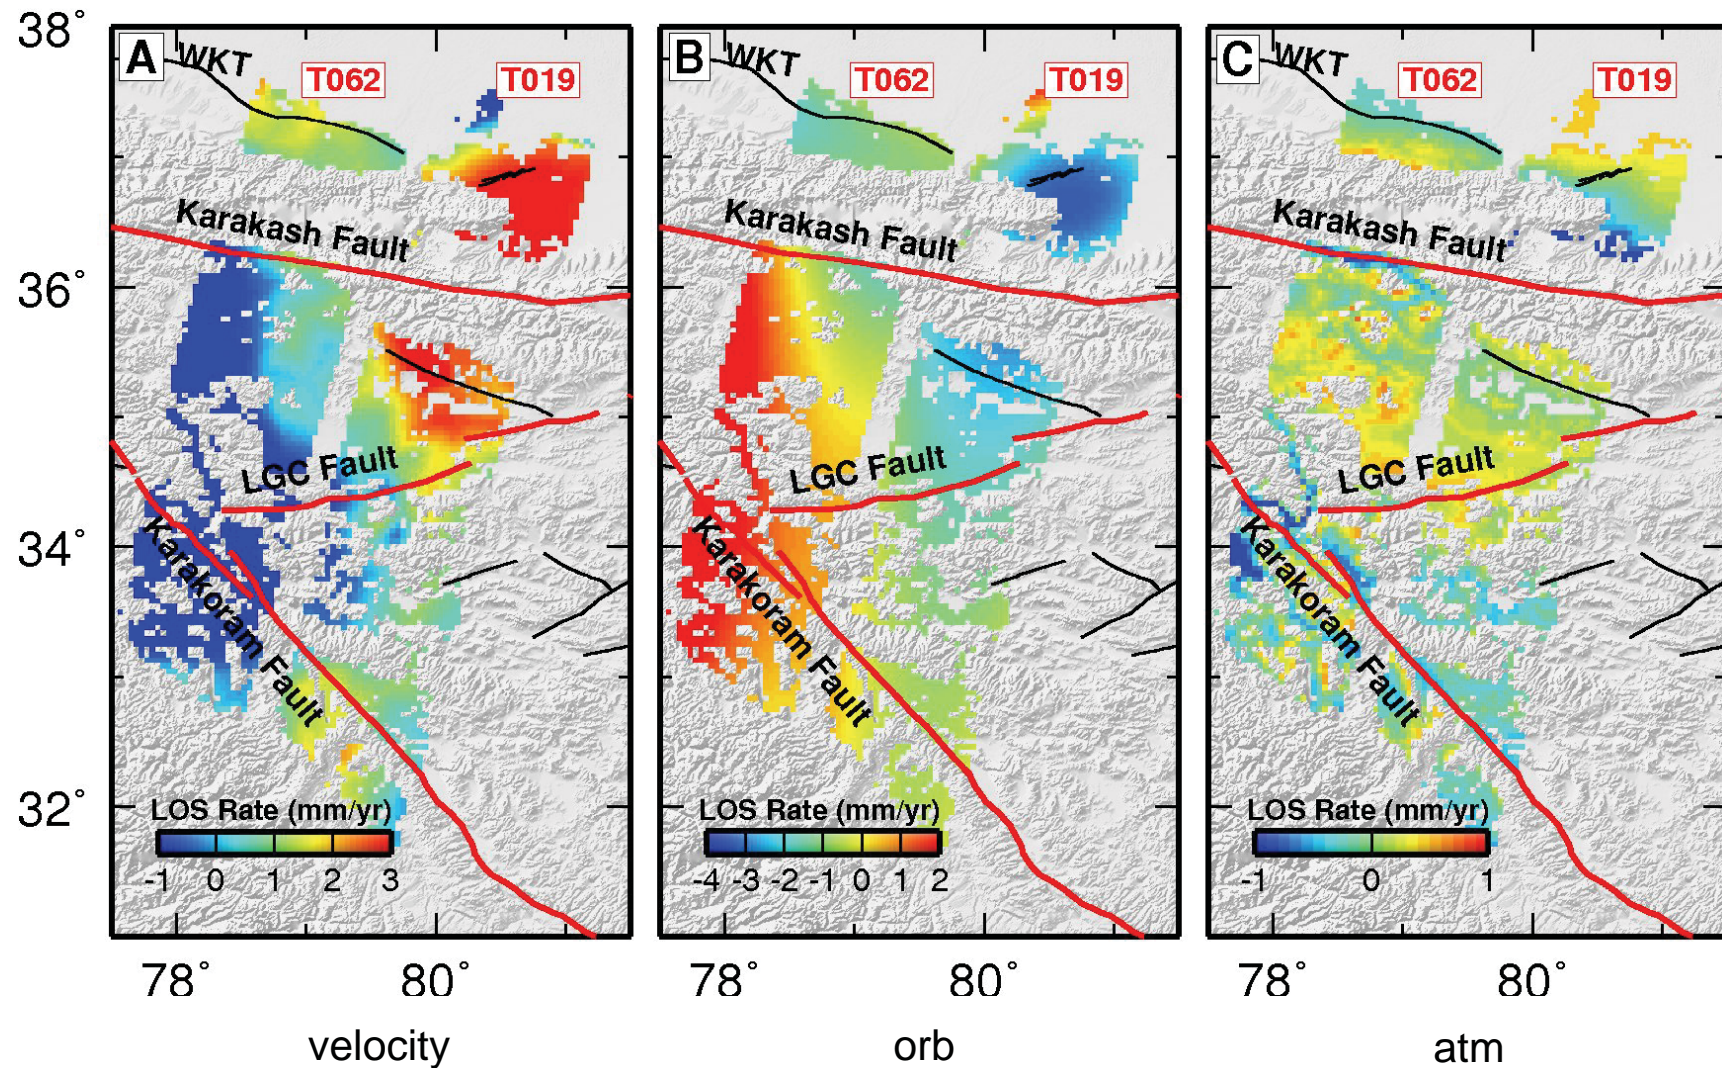 38°
36°
34°
32°
A
WKT
T062
T019
Karakash Fault
LGC Fault
Karakoram Fault
LOS Rate (mm/yr)
-1 0 1 2 3
78° 80°
velocity
B
WKT
T062
T019
Karakash Fault
LGC Fault
Karakoram Fault
LOS Rate (mm/yr)
-4 -3 -2 -1 0 1 2
78° 80°
orb
C
WKT
T062
T019
Karakash Fault
LGC Fault
Karakoram Fault
LOS Rate (mm/yr)
-1 0 1
78° 80°
atm